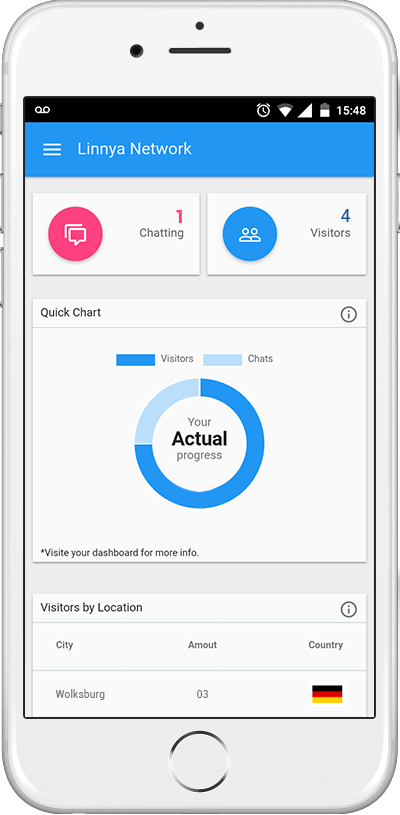 15:48
Linnya Network
1
Chatting
4
Visitors
Quick Chart
Visitors Chats
Your
Actual
progress
*Visite your dashboard for more info.
Visitors by Location
City Amout Country
Wolksburg 03